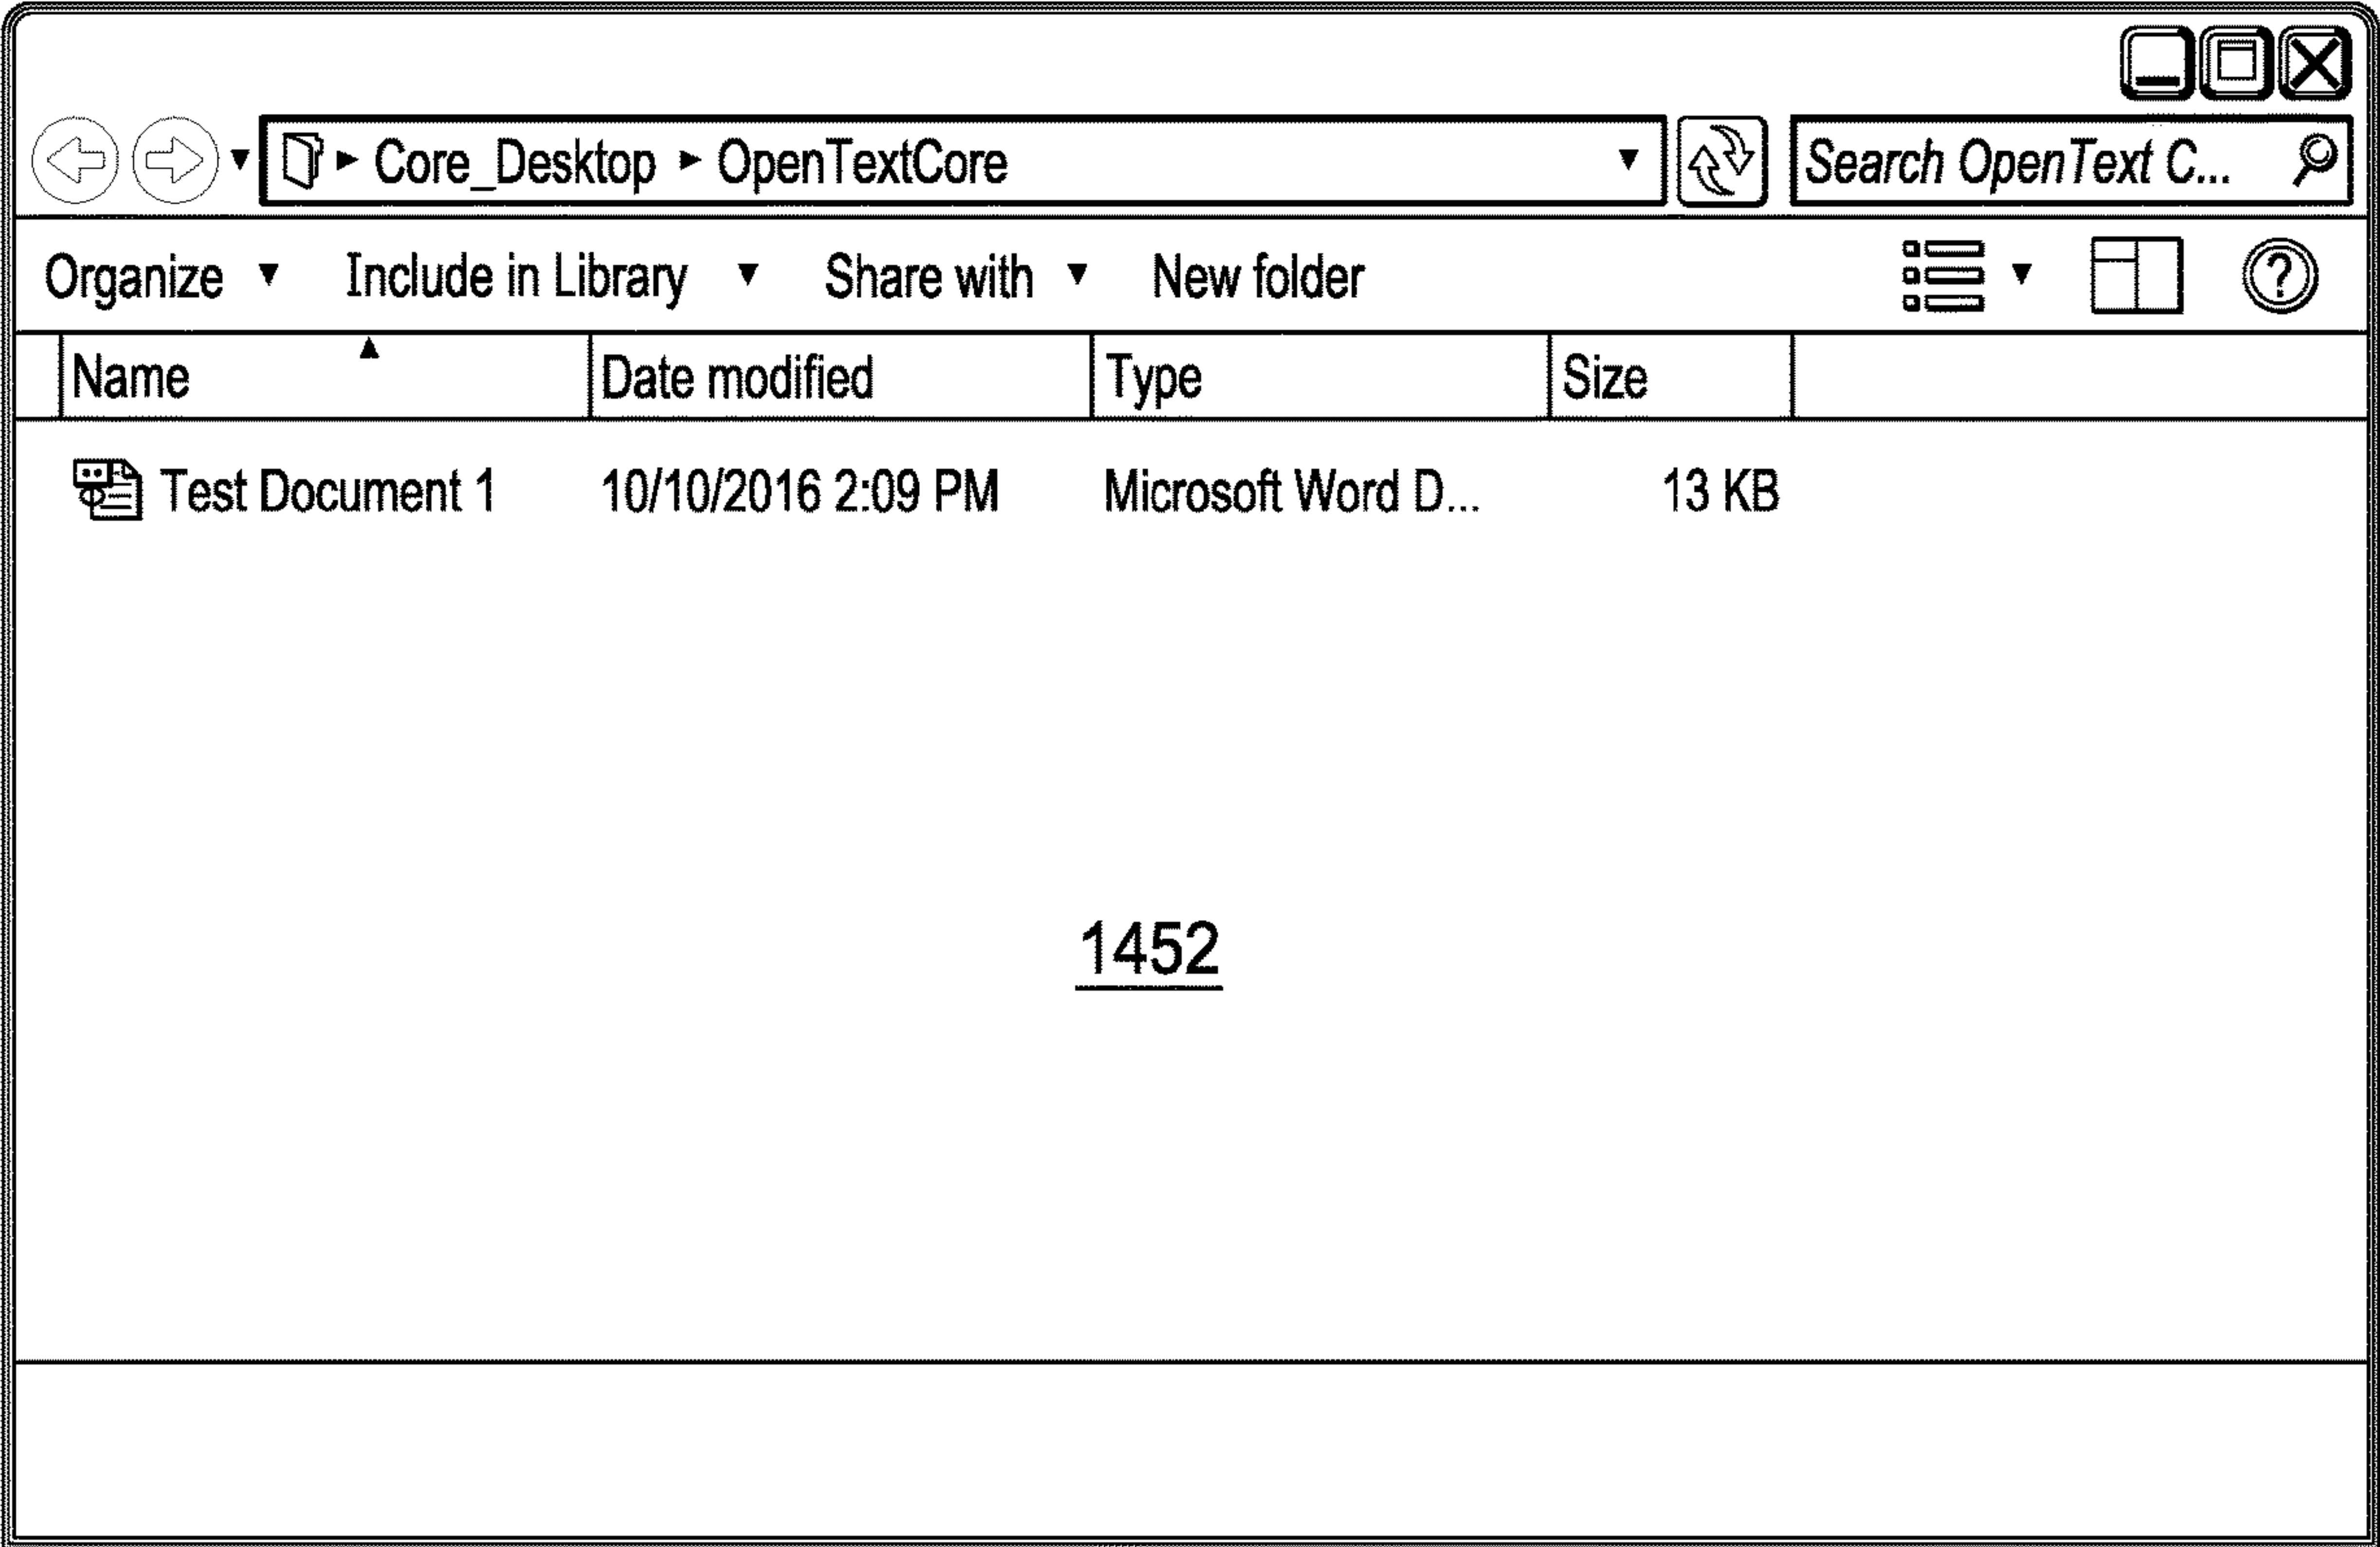 Core_Desktop OpenTextCore Search OpenText C...
Organize Include in Library Share with New folder ?
Name Date modified Type Size
Test Document 1 10/10/2016 2:09 PM Microsoft Word D... 13 KB
1452